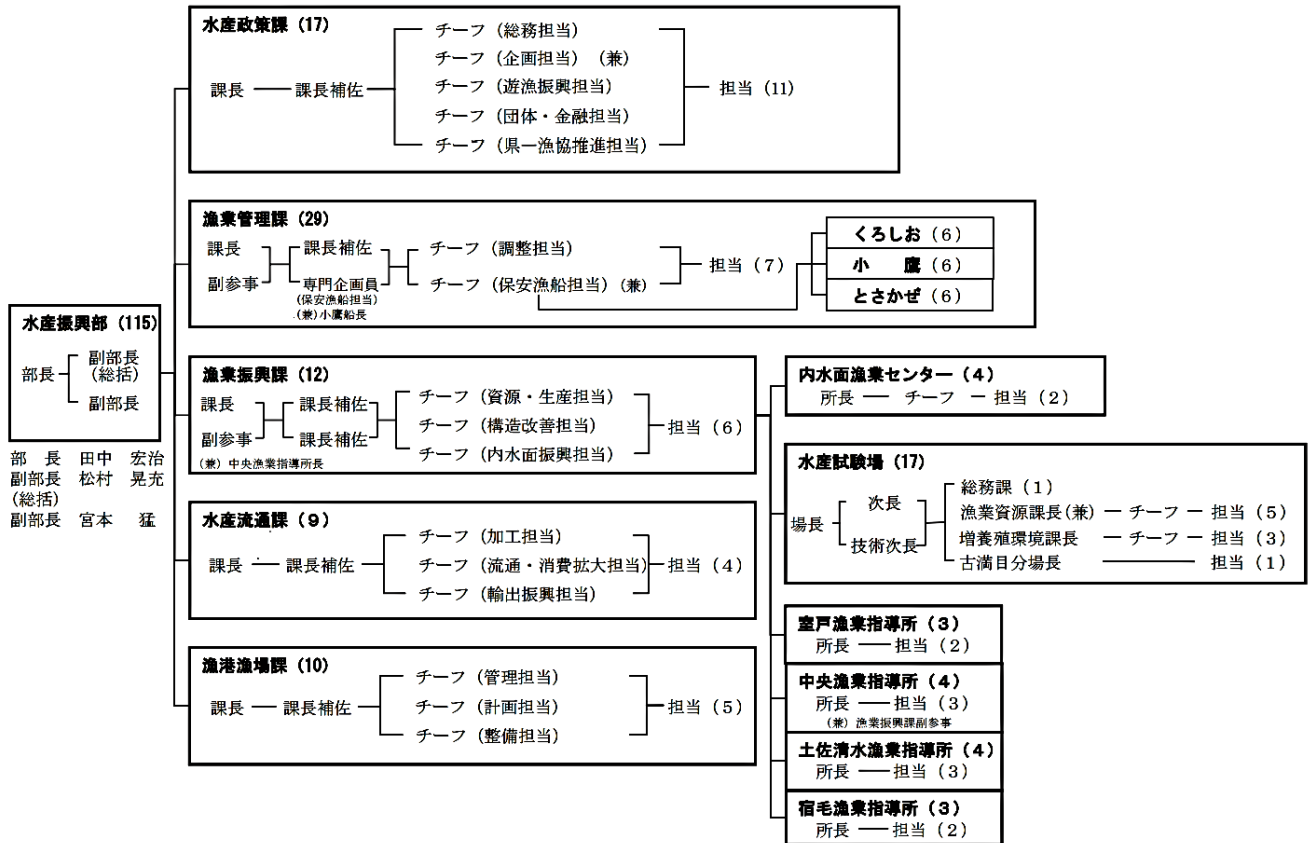 水産振興部 (115)
部長
副部長
(総括)
副部長
部　長　田中　宏治
副部長　松村　晃充
(総括)
副部長　宮本　猛
水産政策課 (17)
課長
課長補佐
チーフ (総務担当)
チーフ (企画担当) (兼)
チーフ (遊漁振興担当)
チーフ (団体・金融担当)
チーフ (県一漁協推進担当)
担当 (11)
漁業管理課 (29)
課長
副参事
課長補佐
専門企画員
(保安漁船担当)
(兼)小鷹船長
チーフ (調整担当)
チーフ (保安漁船担当) (兼)
担当 (7)
くろしお (6)
小　鷹 (6)
とさかぜ (6)
漁業振興課 (12)
課長
副参事
(兼) 中央漁業指導所長
課長補佐
課長補佐
チーフ (資源・生産担当)
チーフ (構造改善担当)
チーフ (内水面振興担当)
担当 (6)
水産流通課 (9)
課長
課長補佐
チーフ (加工担当)
チーフ (流通・消費拡大担当)
チーフ (輸出振興担当)
担当 (4)
漁港漁場課 (10)
課長
課長補佐
チーフ (管理担当)
チーフ (計画担当)
チーフ (整備担当)
担当 (5)
内水面漁業センター (4)
所長 チーフ 担当 (2)
水産試験場 (17)
場長
次長
技術次長
総務課 (1)
漁業資源課長(兼) チーフ 担当 (5)
増養殖環境課長 チーフ 担当 (3)
古満目分場長 担当 (1)
室戸漁業指導所 (3)
所長 担当 (2)
中央漁業指導所 (4)
所長 担当 (3)
(兼) 漁業振興課副参事
土佐清水漁業指導所 (4)
所長 担当 (3)
宿毛漁業指導所 (3)
所長 担当 (2)